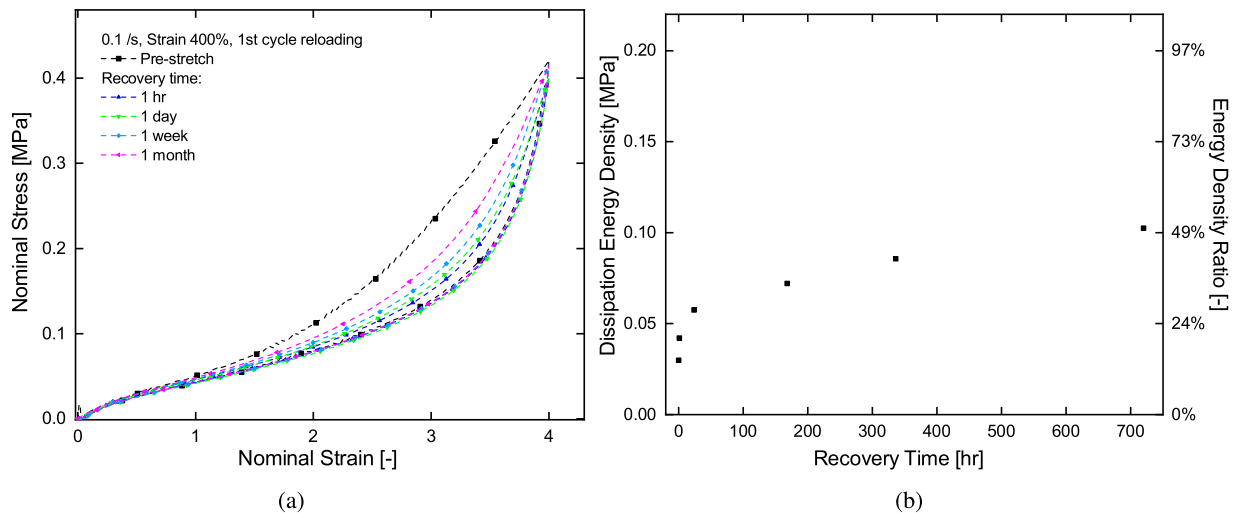 0.1 /s, Strain 400%, 1st cycle reloading
Pre-stretch
Recovery time:
1 hr
1 day
1 week
1 month
Nominal Stress [MPa]
0.4
0.3
0.2
0.1
0.0
0 1 2 3 4
Nominal Strain [-]
(a)
Dissipation Energy Density [MPa]
0.20
0.15
0.10
0.05
0.00
97%
73%
49%
24%
0%
Energy Density
Ratio [-]
0 100 200 300 400 500 600 700
Recovery Time [hr]
(b)